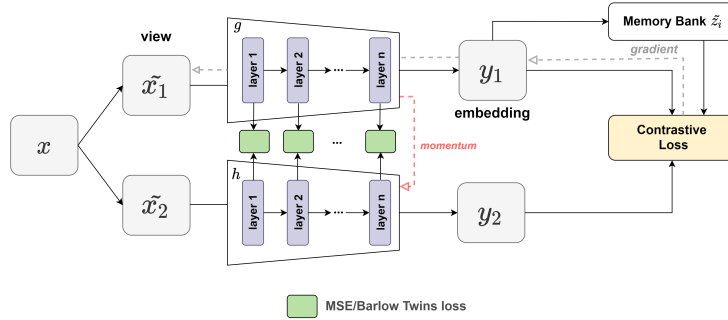 view
g
layer 1
layer 2
...
layer n
Memory Bank z̃ᵢ
gradient
x̃₁
y₁
embedding
x
...
momentum
Contrastive
Loss
h
layer 1
layer 2
...
layer n
x̃₂
y₂
MSE/Barlow Twins loss